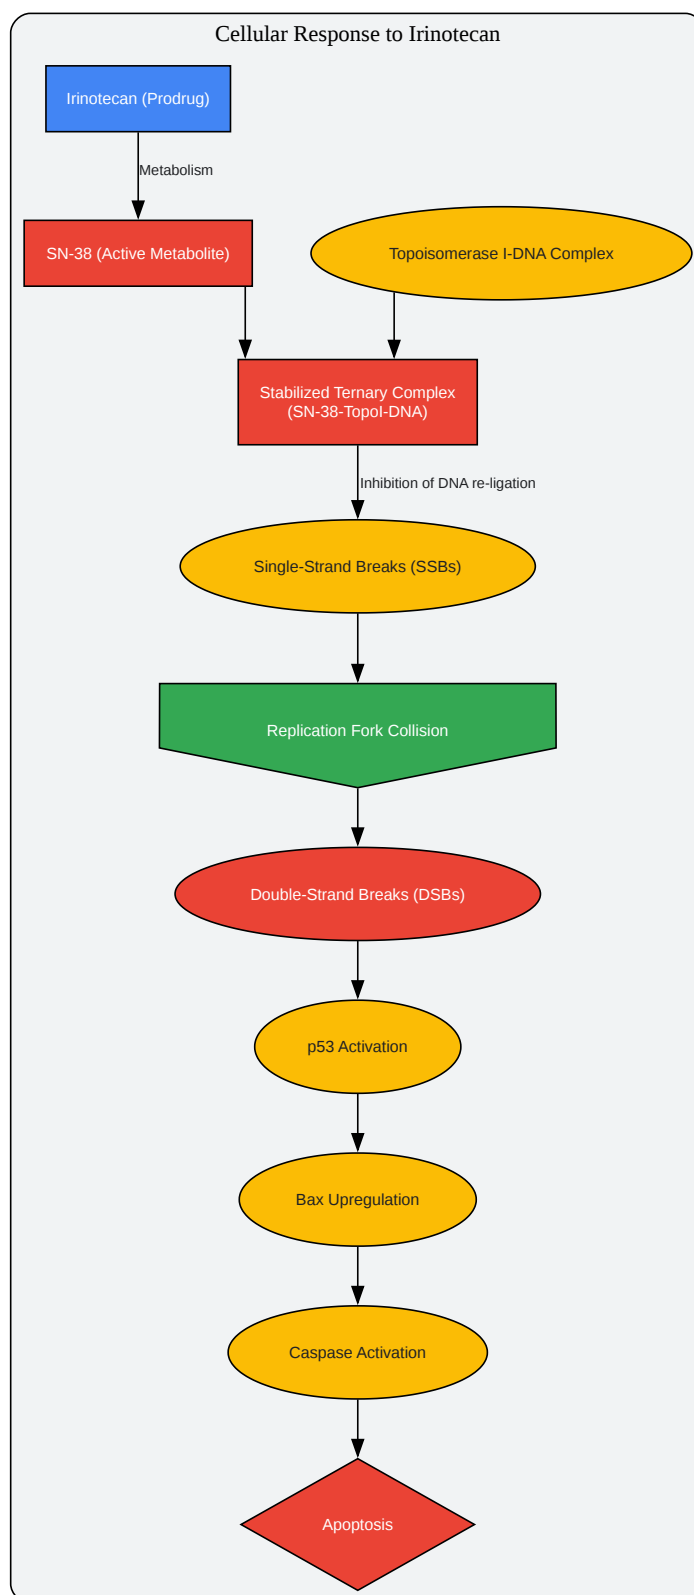 Cellular Response to Irinotecan
Irinotecan (Prodrug)
Metabolism
SN-38 (Active Metabolite)
Topoisomerase I-DNA Complex
Stabilized Ternary Complex
(SN-38-TopoI-DNA)
Inhibition of DNA re-ligation
Single-Strand Breaks (SSBs)
Replication Fork Collision
Double-Strand Breaks (DSBs)
p53 Activation
Bax Upregulation
Caspase Activation
Apoptosis